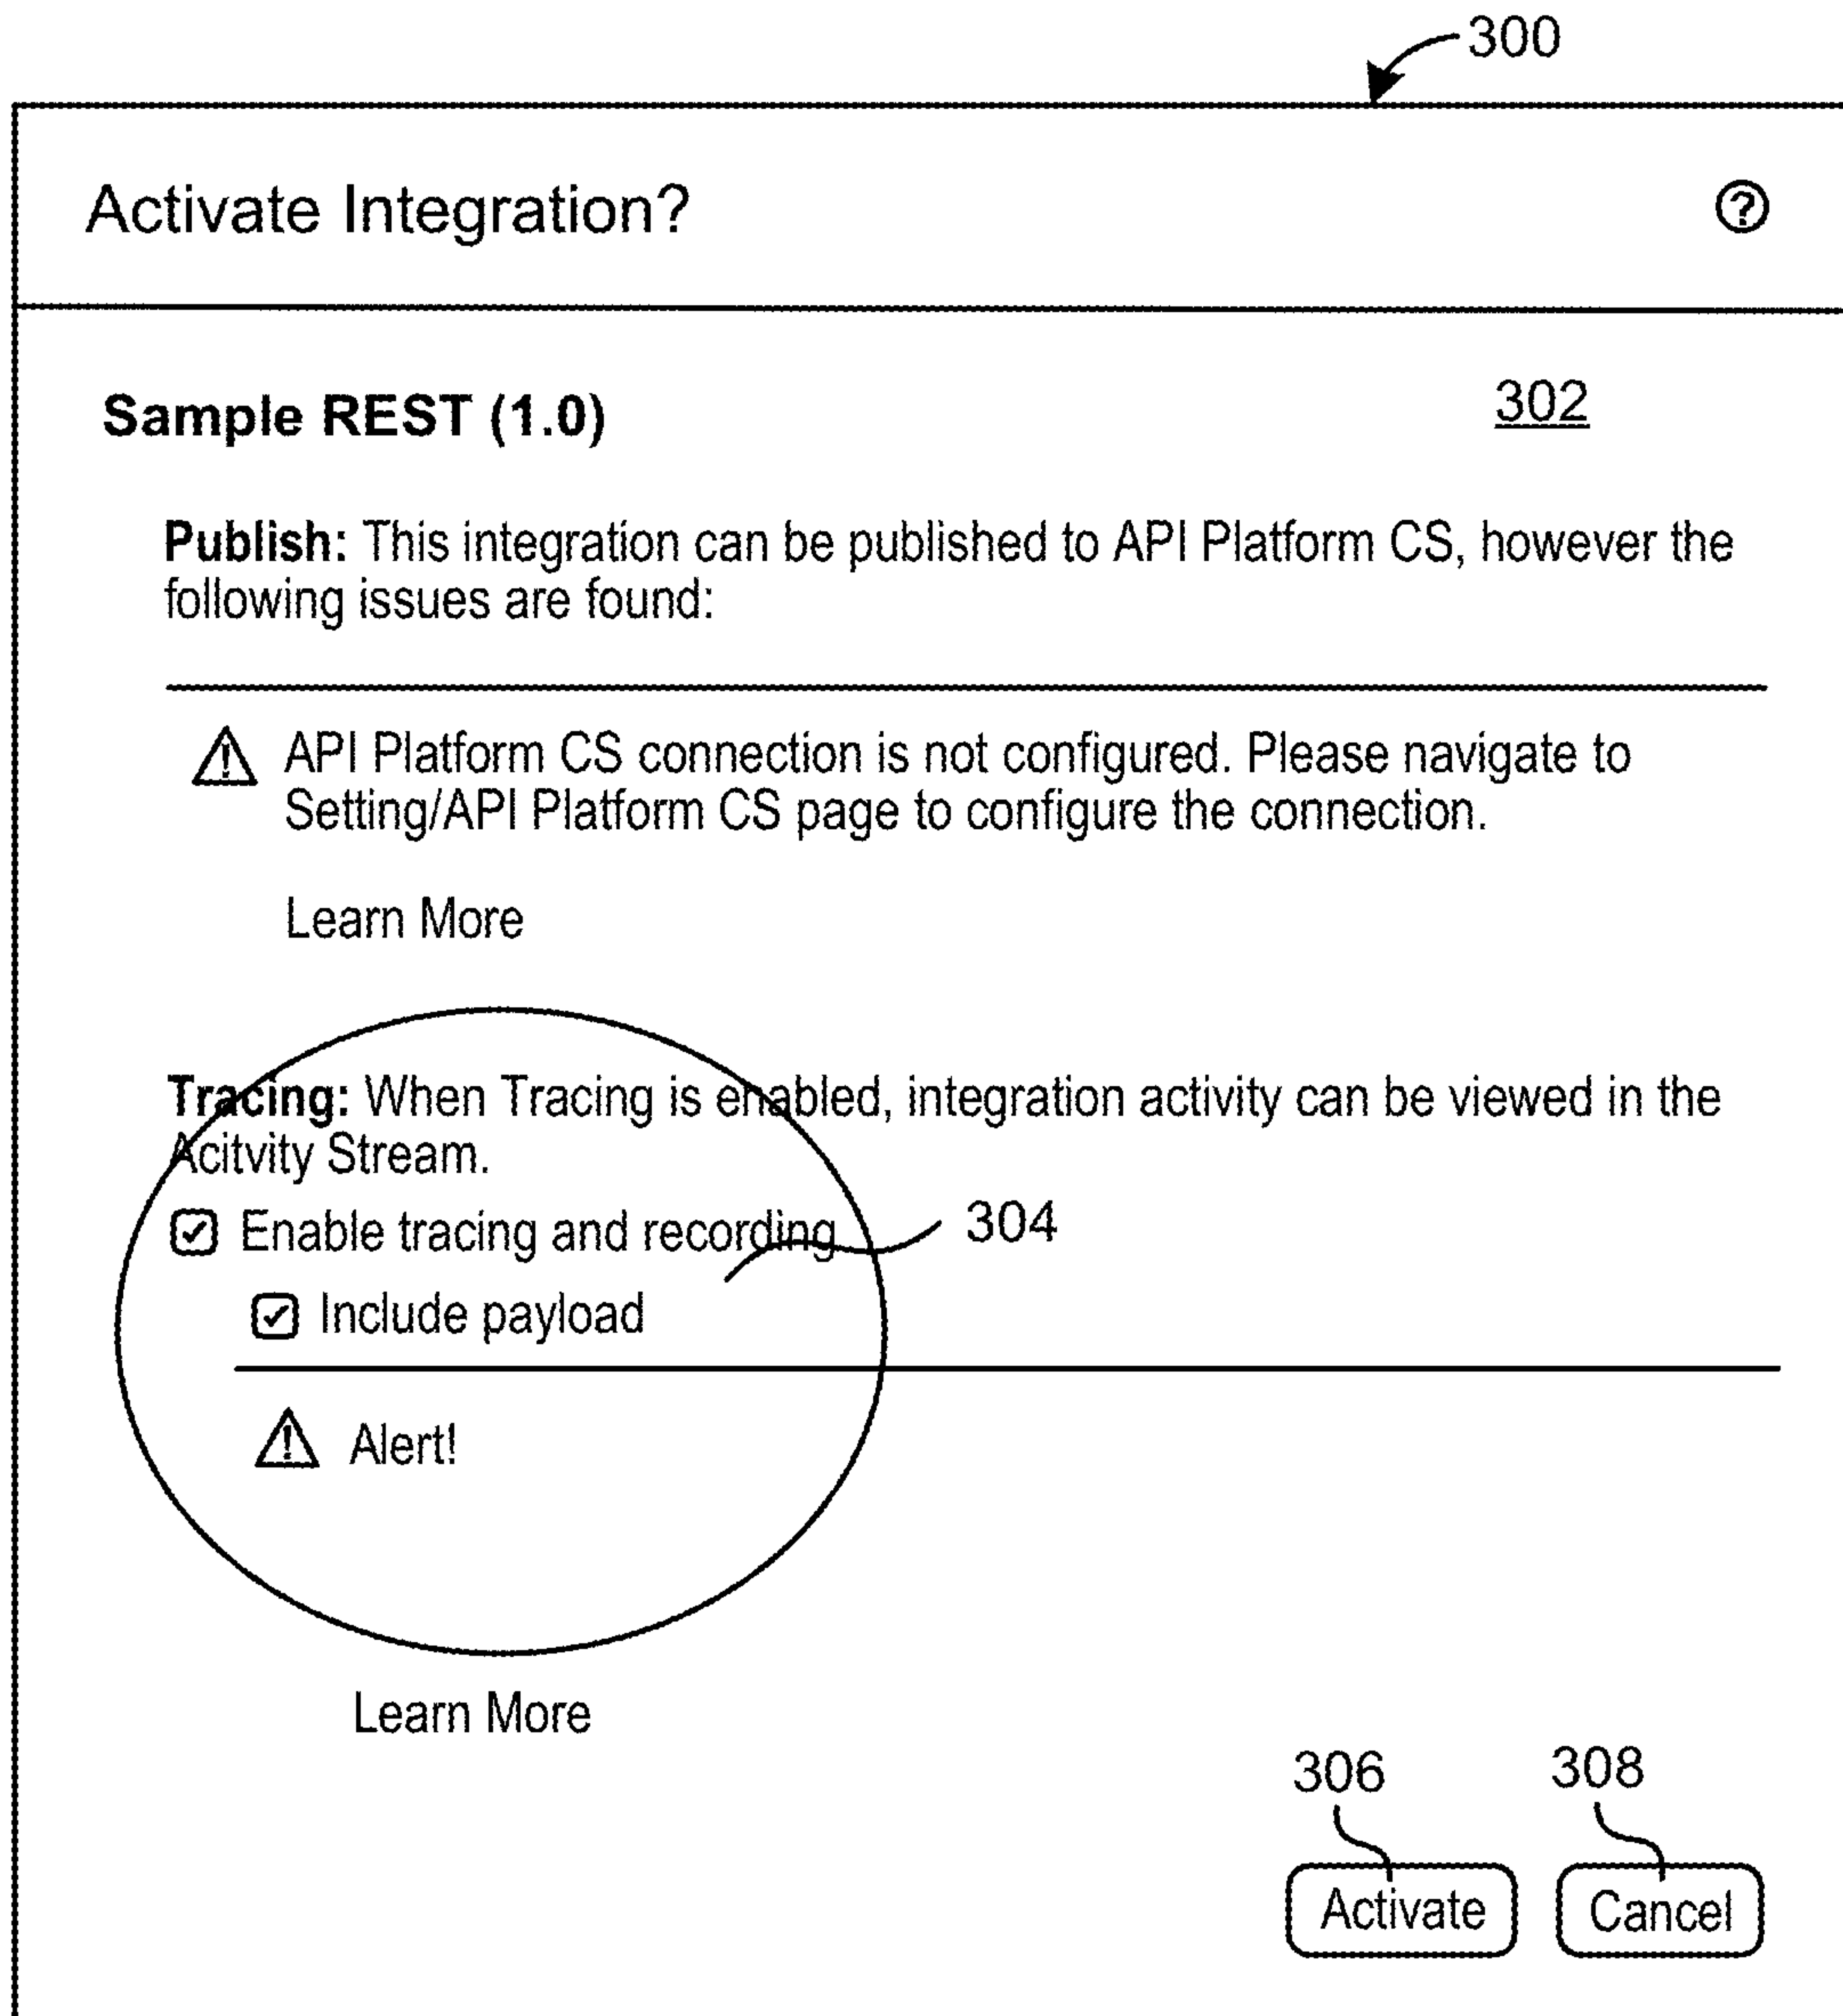 300
Activate Integration?
?
Sample REST (1.0)
302
Publish: This integration can be published to API Platform CS, however the
following issues are found:
! API Platform CS connection is not configured. Please navigate to
Setting/API Platform CS page to configure the connection.
Learn More
Tracing: When Tracing is enabled, integration activity can be viewed in the
Acitvity Stream.
Enable tracing and recording
304
Include payload
! Alert!
Learn More
306
308
Activate
Cancel